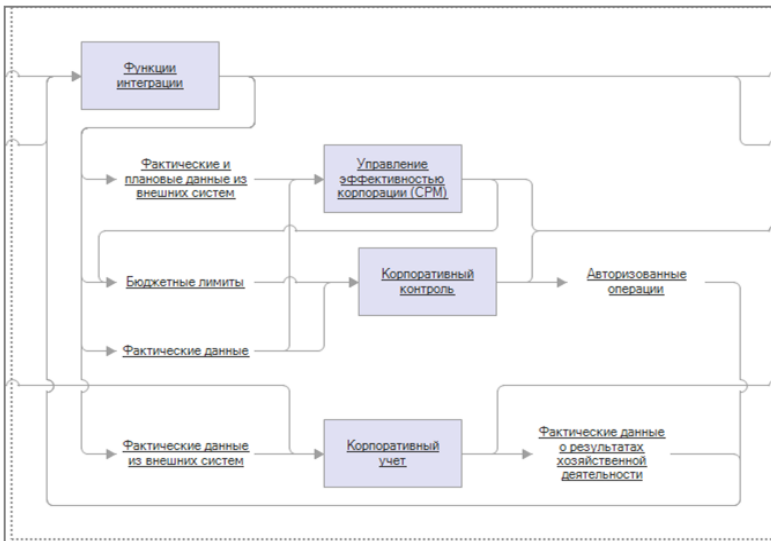 Функции
интеграции
Фактические и
плановые данные из
внешних систем
Управление
эффективностью
корпорации (CPM)
Бюджетные лимиты
Корпоративный
контроль
Авторизованные
операции
Фактические данные
Фактические данные
из внешних систем
Корпоративный
учет
Фактические данные
о результатах
хозяйственной
деятельности